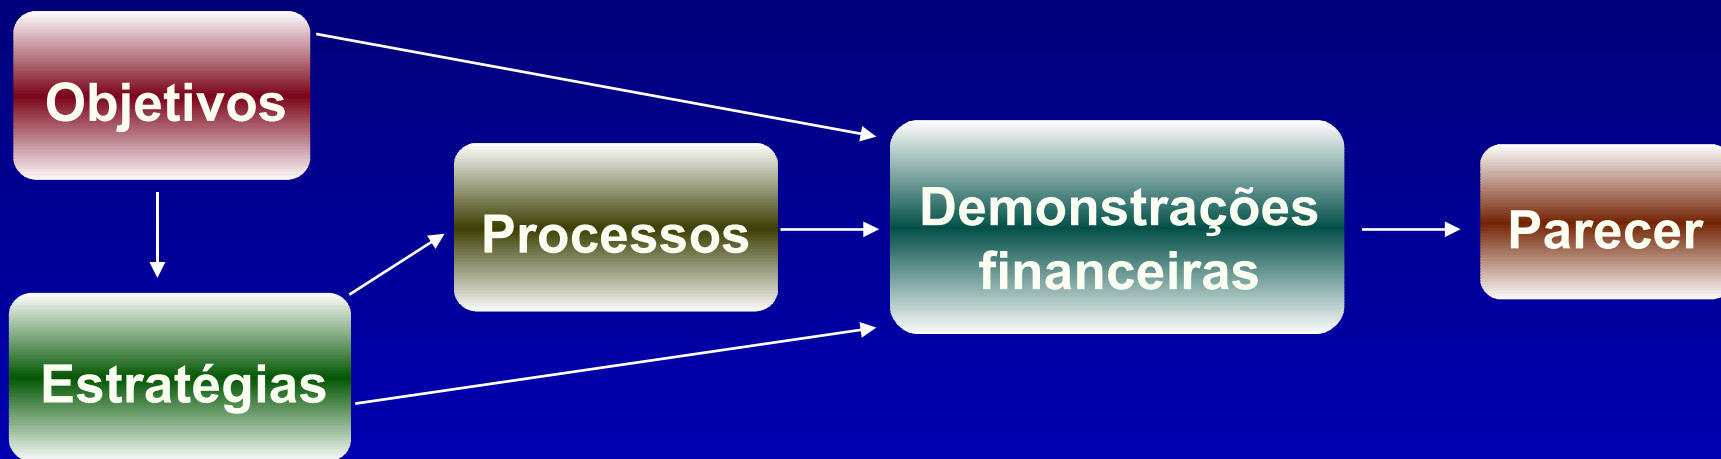 Objetivos
Estratégias
Processos
Demonstrações
financeiras
Parecer